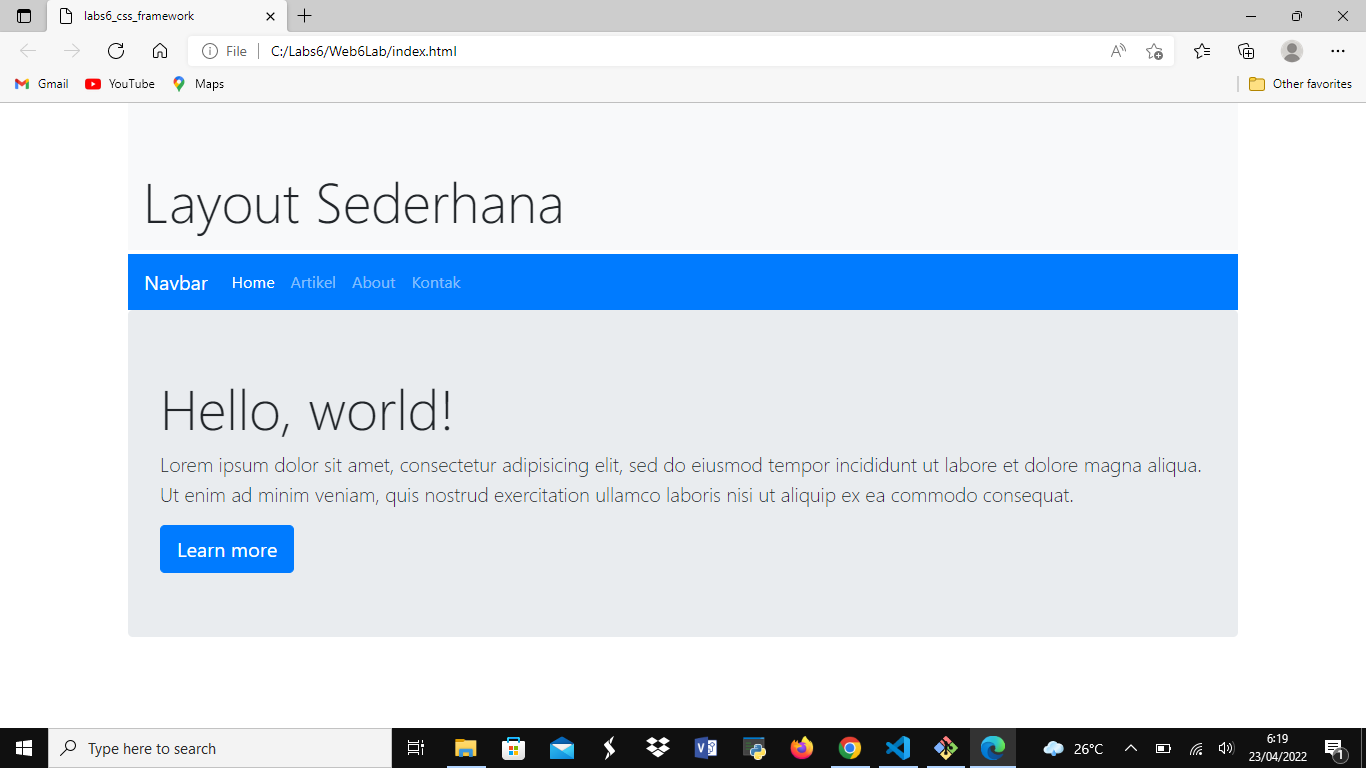 labs6_css_framework
File
C:/Labs6/Web6Lab/index.html
Gmail
YouTube
Maps
Other favorites
Layout Sederhana
Navbar Home Artikel About Kontak
Hello, world!
Lorem ipsum dolor sit amet, consectetur adipisicing elit, sed do eiusmod tempor incididunt ut labore et dolore magna aliqua.
Ut enim ad minim veniam, quis nostrud exercitation ullamco laboris nisi ut aliquip ex ea commodo consequat.
Learn more
Type here to search
26°C
6:19
23/04/2022
1